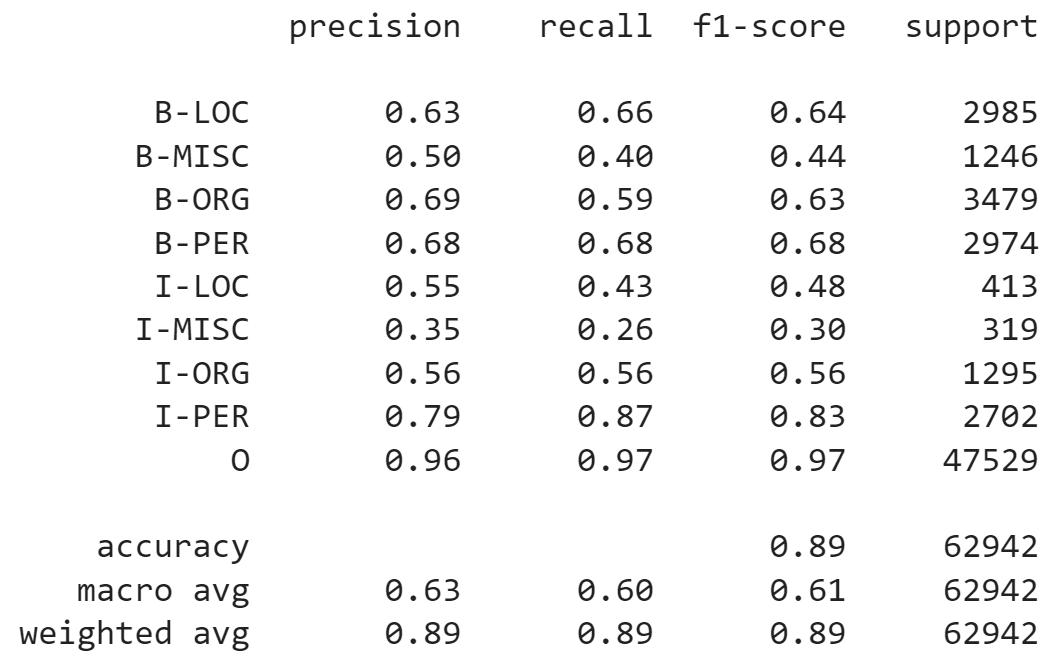 precision recall f1-score support
B-LOC 0.63 0.66 0.64 2985
B-MISC 0.50 0.40 0.44 1246
B-ORG 0.69 0.59 0.63 3479
B-PER 0.68 0.68 0.68 2974
I-LOC 0.55 0.43 0.48 413
I-MISC 0.35 0.26 0.30 319
I-ORG 0.56 0.56 0.56 1295
I-PER 0.79 0.87 0.83 2702
O 0.96 0.97 0.97 47529
accuracy 0.89 62942
macro avg 0.63 0.60 0.61 62942
weighted avg 0.89 0.89 0.89 62942